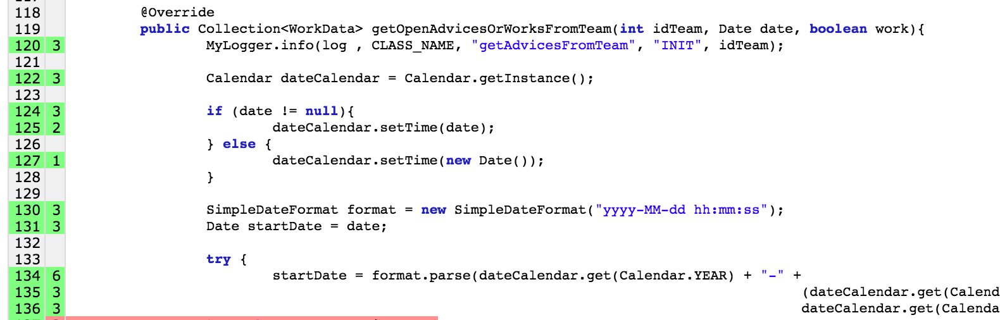 118 @Override
119 public Collection<WorkData> getOpenAdvicesOrWorksFromTeam(int idTeam, Date date, boolean work){
120 3 MyLogger.info(log , CLASS_NAME, "getAdvicesFromTeam", "INIT", idTeam);
121
122 3 Calendar dateCalendar = Calendar.getInstance();
123
124 3 if (date != null){
125 2 dateCalendar.setTime(date);
126 } else {
127 1 dateCalendar.setTime(new Date());
128 }
129
130 3 SimpleDateFormat format = new SimpleDateFormat("yyyy-MM-dd hh:mm:ss");
131 3 Date startDate = date;
132
133 try {
134 6 startDate = format.parse(dateCalendar.get(Calendar.YEAR) + "-" +
135 3 (dateCalendar.get(Calend
136 3 dateCalendar.get(Calenda